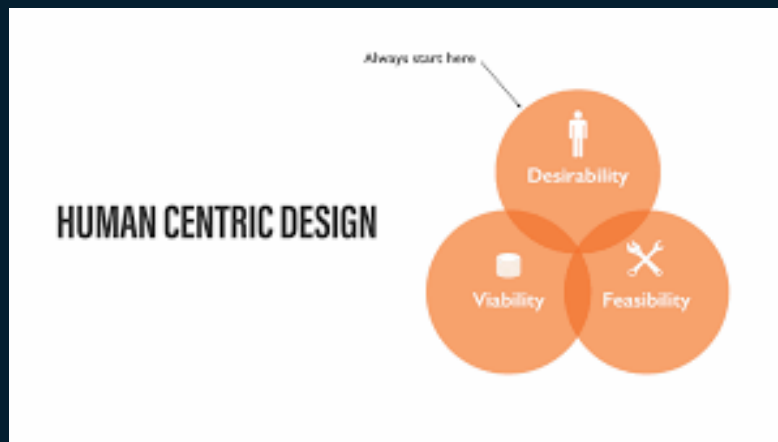 Always start here
Desirability
HUMAN CENTRIC DESIGN
Viability
Feasibility